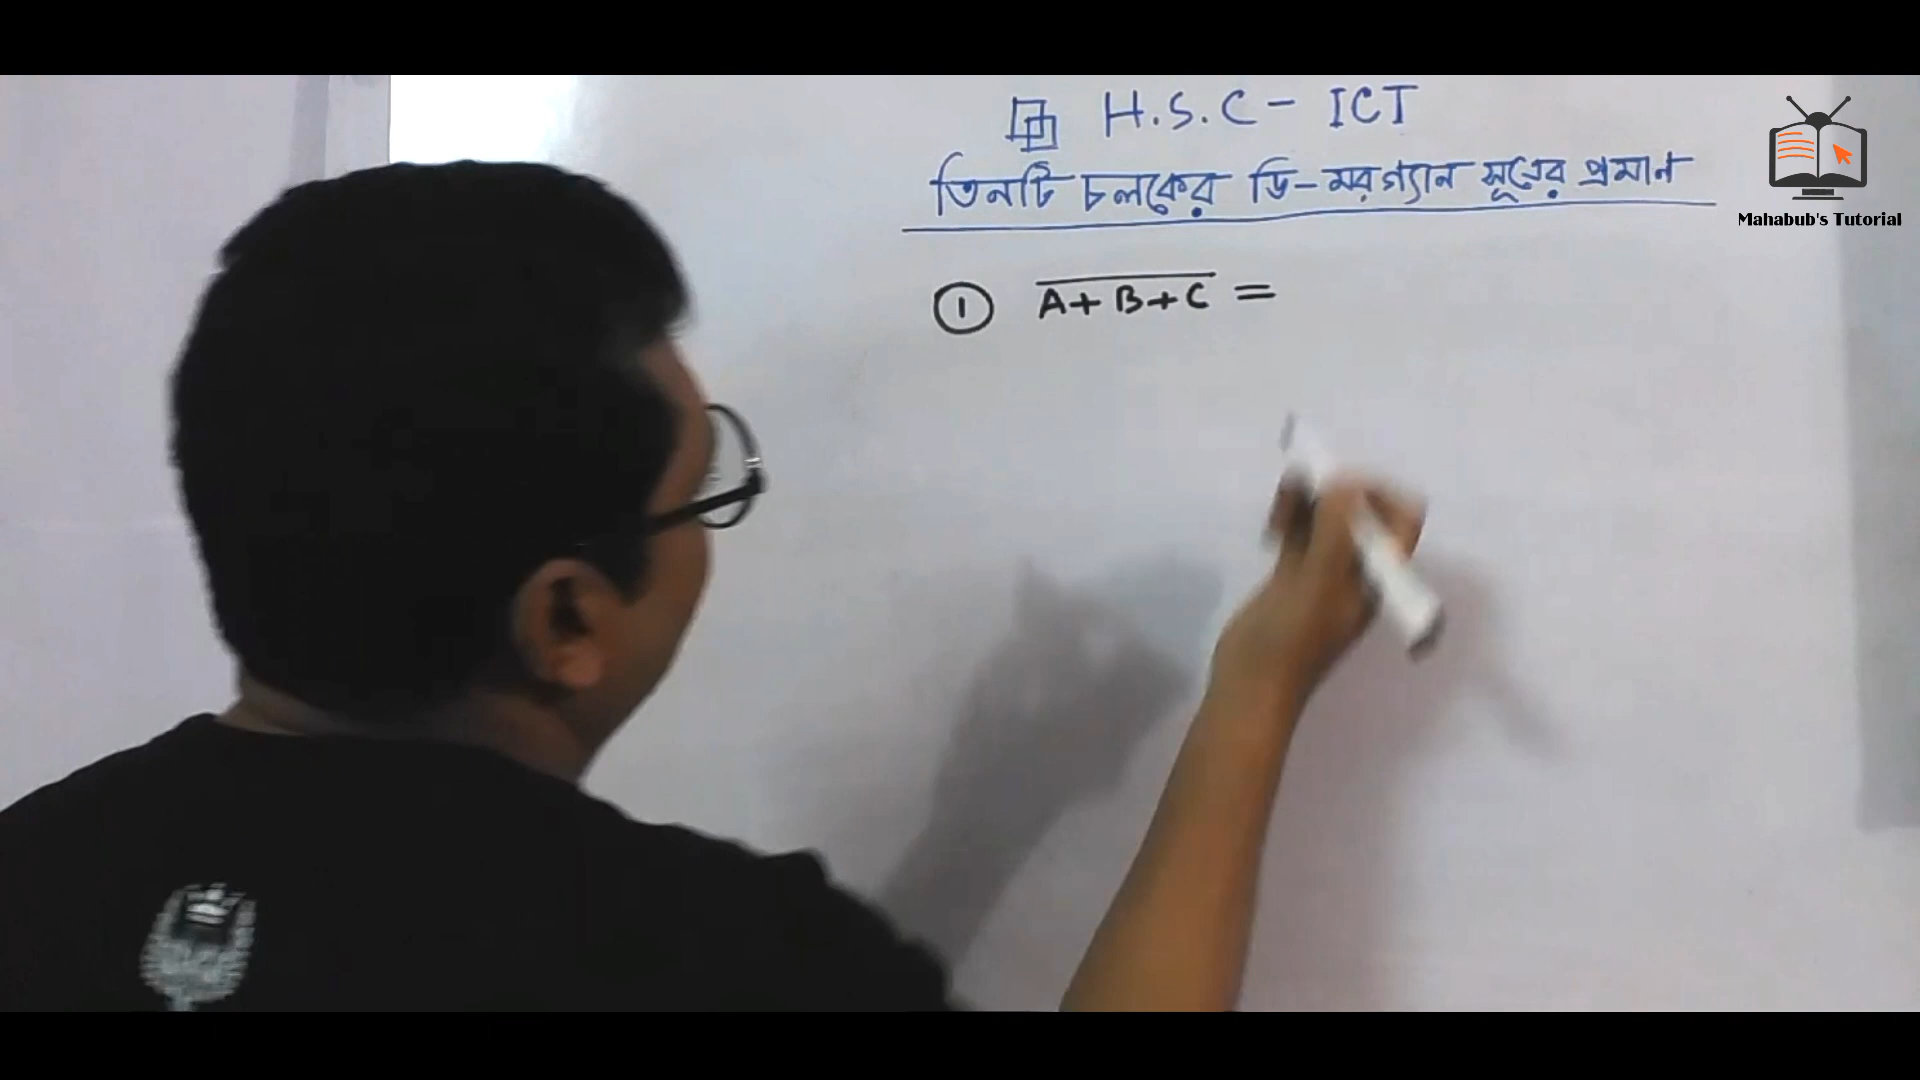 H.S.C - ICT
তিনটি চলকের ডি-মরগ্যান সূত্রের প্রমান
① A̅+̅B̅+̅C̅ =
Mahabub's Tutorial